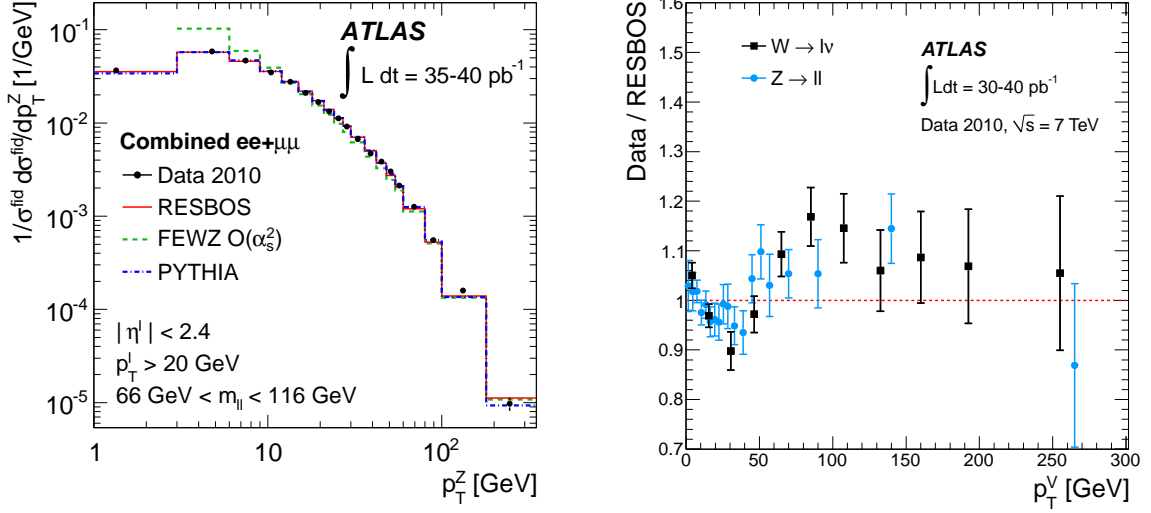 1/σ^fid dσ^fid/dp_T^Z [1/GeV]
10^-1
10^-2
10^-3
10^-4
10^-5
ATLAS
∫ L dt = 35-40 pb^-1
Combined ee+μμ
Data 2010
RESBOS
FEWZ O(α_s^2)
PYTHIA
| η^l | < 2.4
p_T^l > 20 GeV
66 GeV < m_ll < 116 GeV
1 10 10^2
p_T^Z [GeV]
Data / RESBOS
1.6
1.5
1.4
1.3
1.2
1.1
1
0.9
0.8
0.7
W → lν
Z → ll
ATLAS
∫ Ldt = 30-40 pb^-1
Data 2010, √s = 7 TeV
0 50 100 150 200 250 300
p_T^V [GeV]